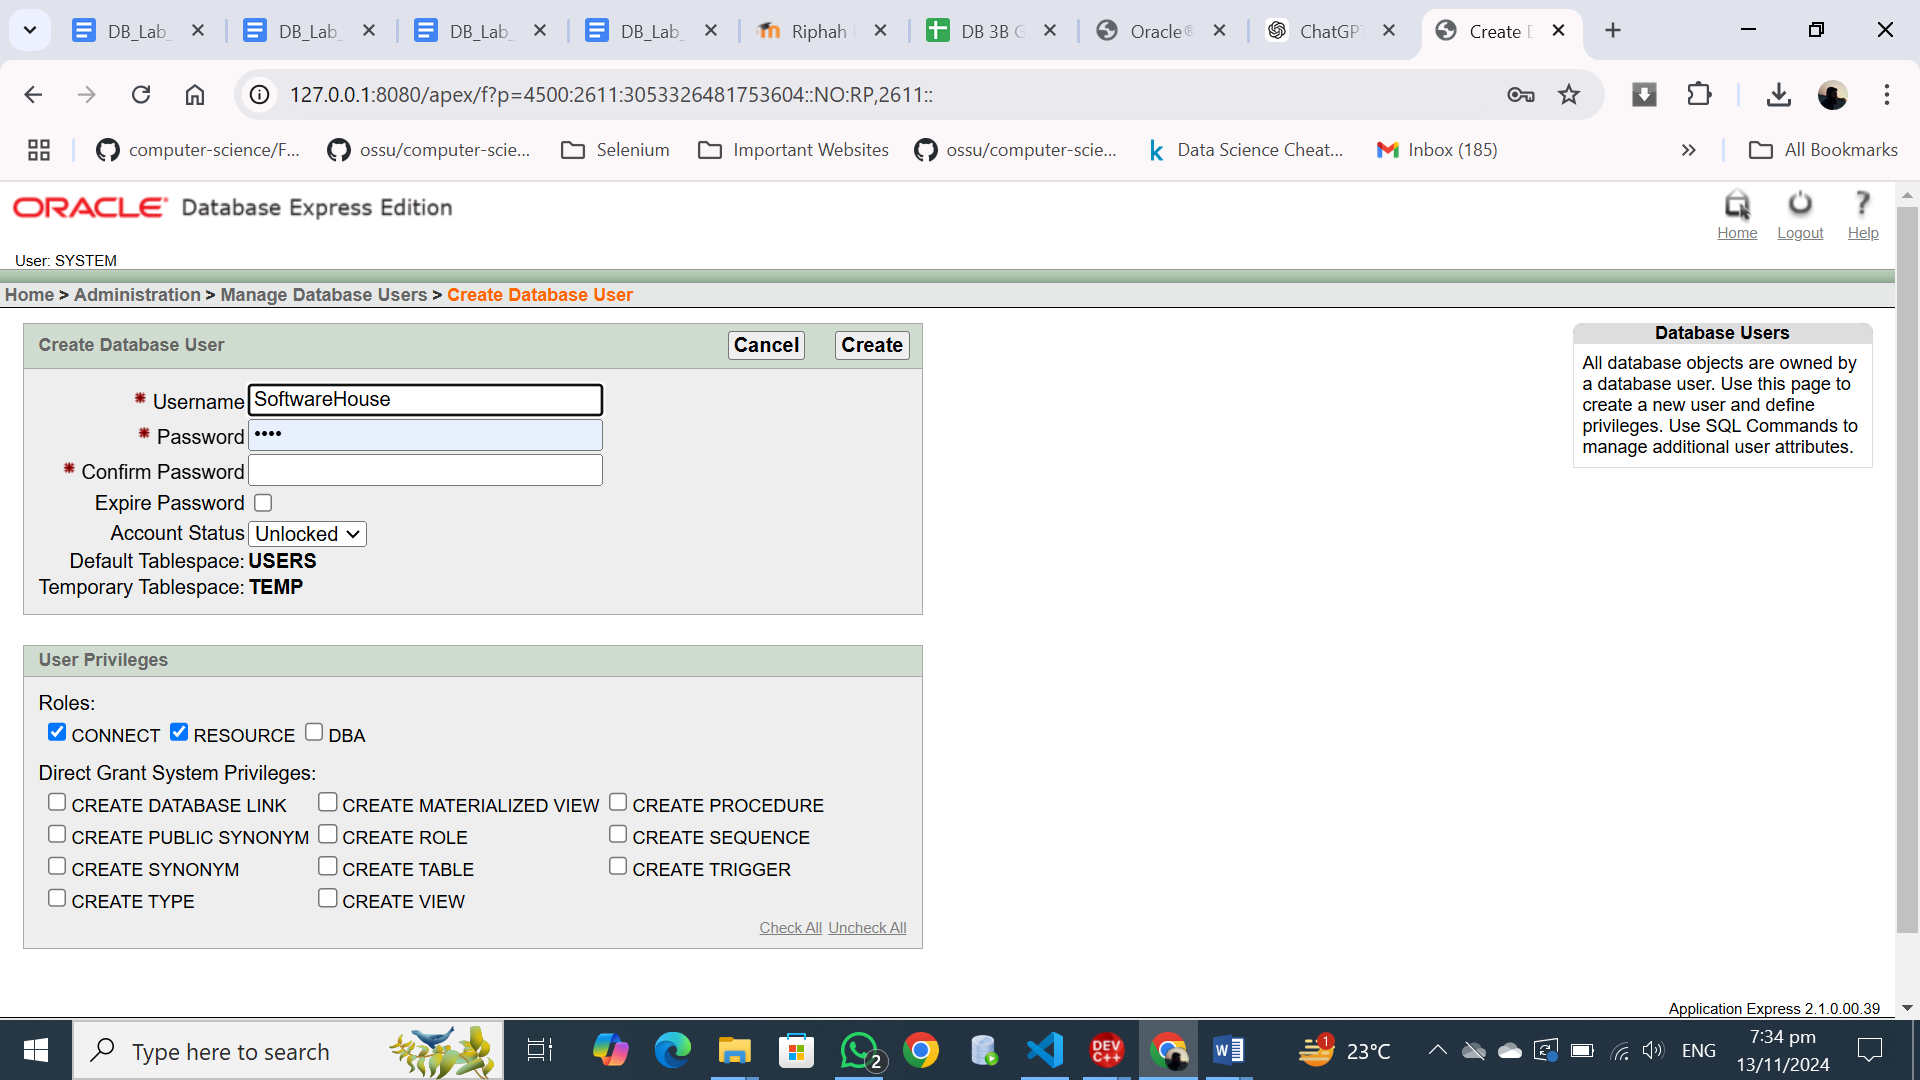 DB_Lab_
DB_Lab_
DB_Lab_
DB_Lab_
Riphah
DB 3B G
Oracle®
ChatGPT
Create D
127.0.0.1:8080/apex/f?p=4500:2611:3053326481753604::NO:RP,2611::
computer-science/F...
ossu/computer-scie...
Selenium
Important Websites
ossu/computer-scie...
Data Science Cheat...
Inbox (185)
All Bookmarks
ORACLE Database Express Edition
Home
Logout
Help
User: SYSTEM
Home > Administration > Manage Database Users > Create Database User
Create Database User
Cancel
Create
Username SoftwareHouse
Password ••••
Confirm Password
Expire Password
Account Status Unlocked
Default Tablespace: USERS
Temporary Tablespace: TEMP
Database Users
All database objects are owned by
a database user. Use this page to
create a new user and define
privileges. Use SQL Commands to
manage additional user attributes.
User Privileges
Roles:
CONNECT RESOURCE DBA
Direct Grant System Privileges:
CREATE DATABASE LINK CREATE MATERIALIZED VIEW CREATE PROCEDURE
CREATE PUBLIC SYNONYM CREATE ROLE CREATE SEQUENCE
CREATE SYNONYM CREATE TABLE CREATE TRIGGER
CREATE TYPE CREATE VIEW
Check All Uncheck All
Application Express 2.1.0.00.39
Type here to search
2
DEV
C++
1
23°C
ENG
7:34 pm
13/11/2024